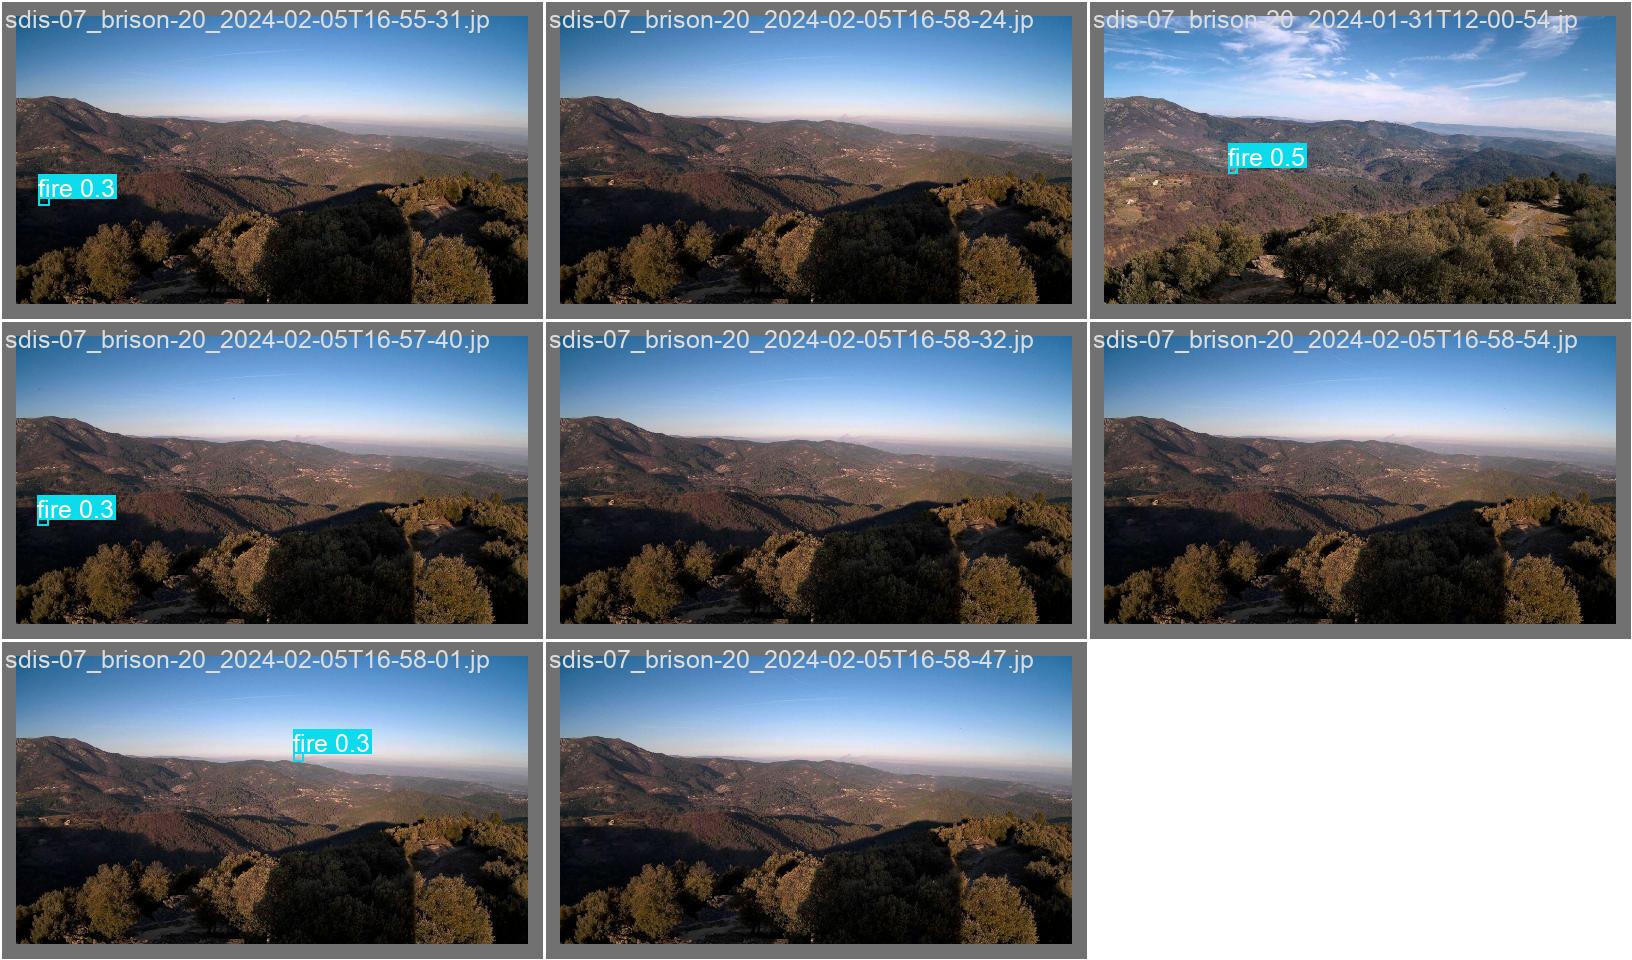 sdis-07_brison-20_2024-02-05T16-55-31.jp
sdis-07_brison-20_2024-02-05T16-58-24.jp
sdis-07_brison-20_2024-01-31T12-00-54.jp
fire 0.3
fire 0.5
sdis-07_brison-20_2024-02-05T16-57-40.jp
sdis-07_brison-20_2024-02-05T16-58-32.jp
sdis-07_brison-20_2024-02-05T16-58-54.jp
fire 0.3
sdis-07_brison-20_2024-02-05T16-58-01.jp
sdis-07_brison-20_2024-02-05T16-58-47.jp
fire 0.3